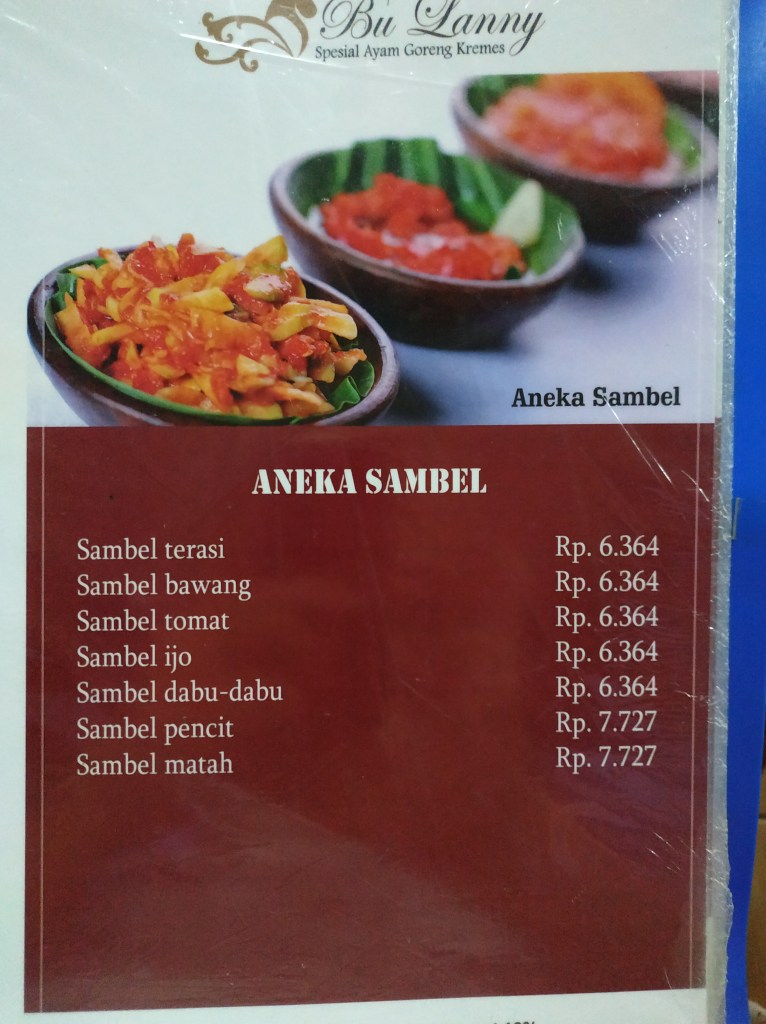 Bu Lanny
Spesial Ayam Goreng Kremes
Aneka Sambel
ANEKA SAMBEL
Sambel terasi Rp. 6.364
Sambel bawang Rp. 6.364
Sambel tomat Rp. 6.364
Sambel ijo Rp. 6.364
Sambel dabu-dabu Rp. 6.364
Sambel pencit Rp. 7.727
Sambel matah Rp. 7.727